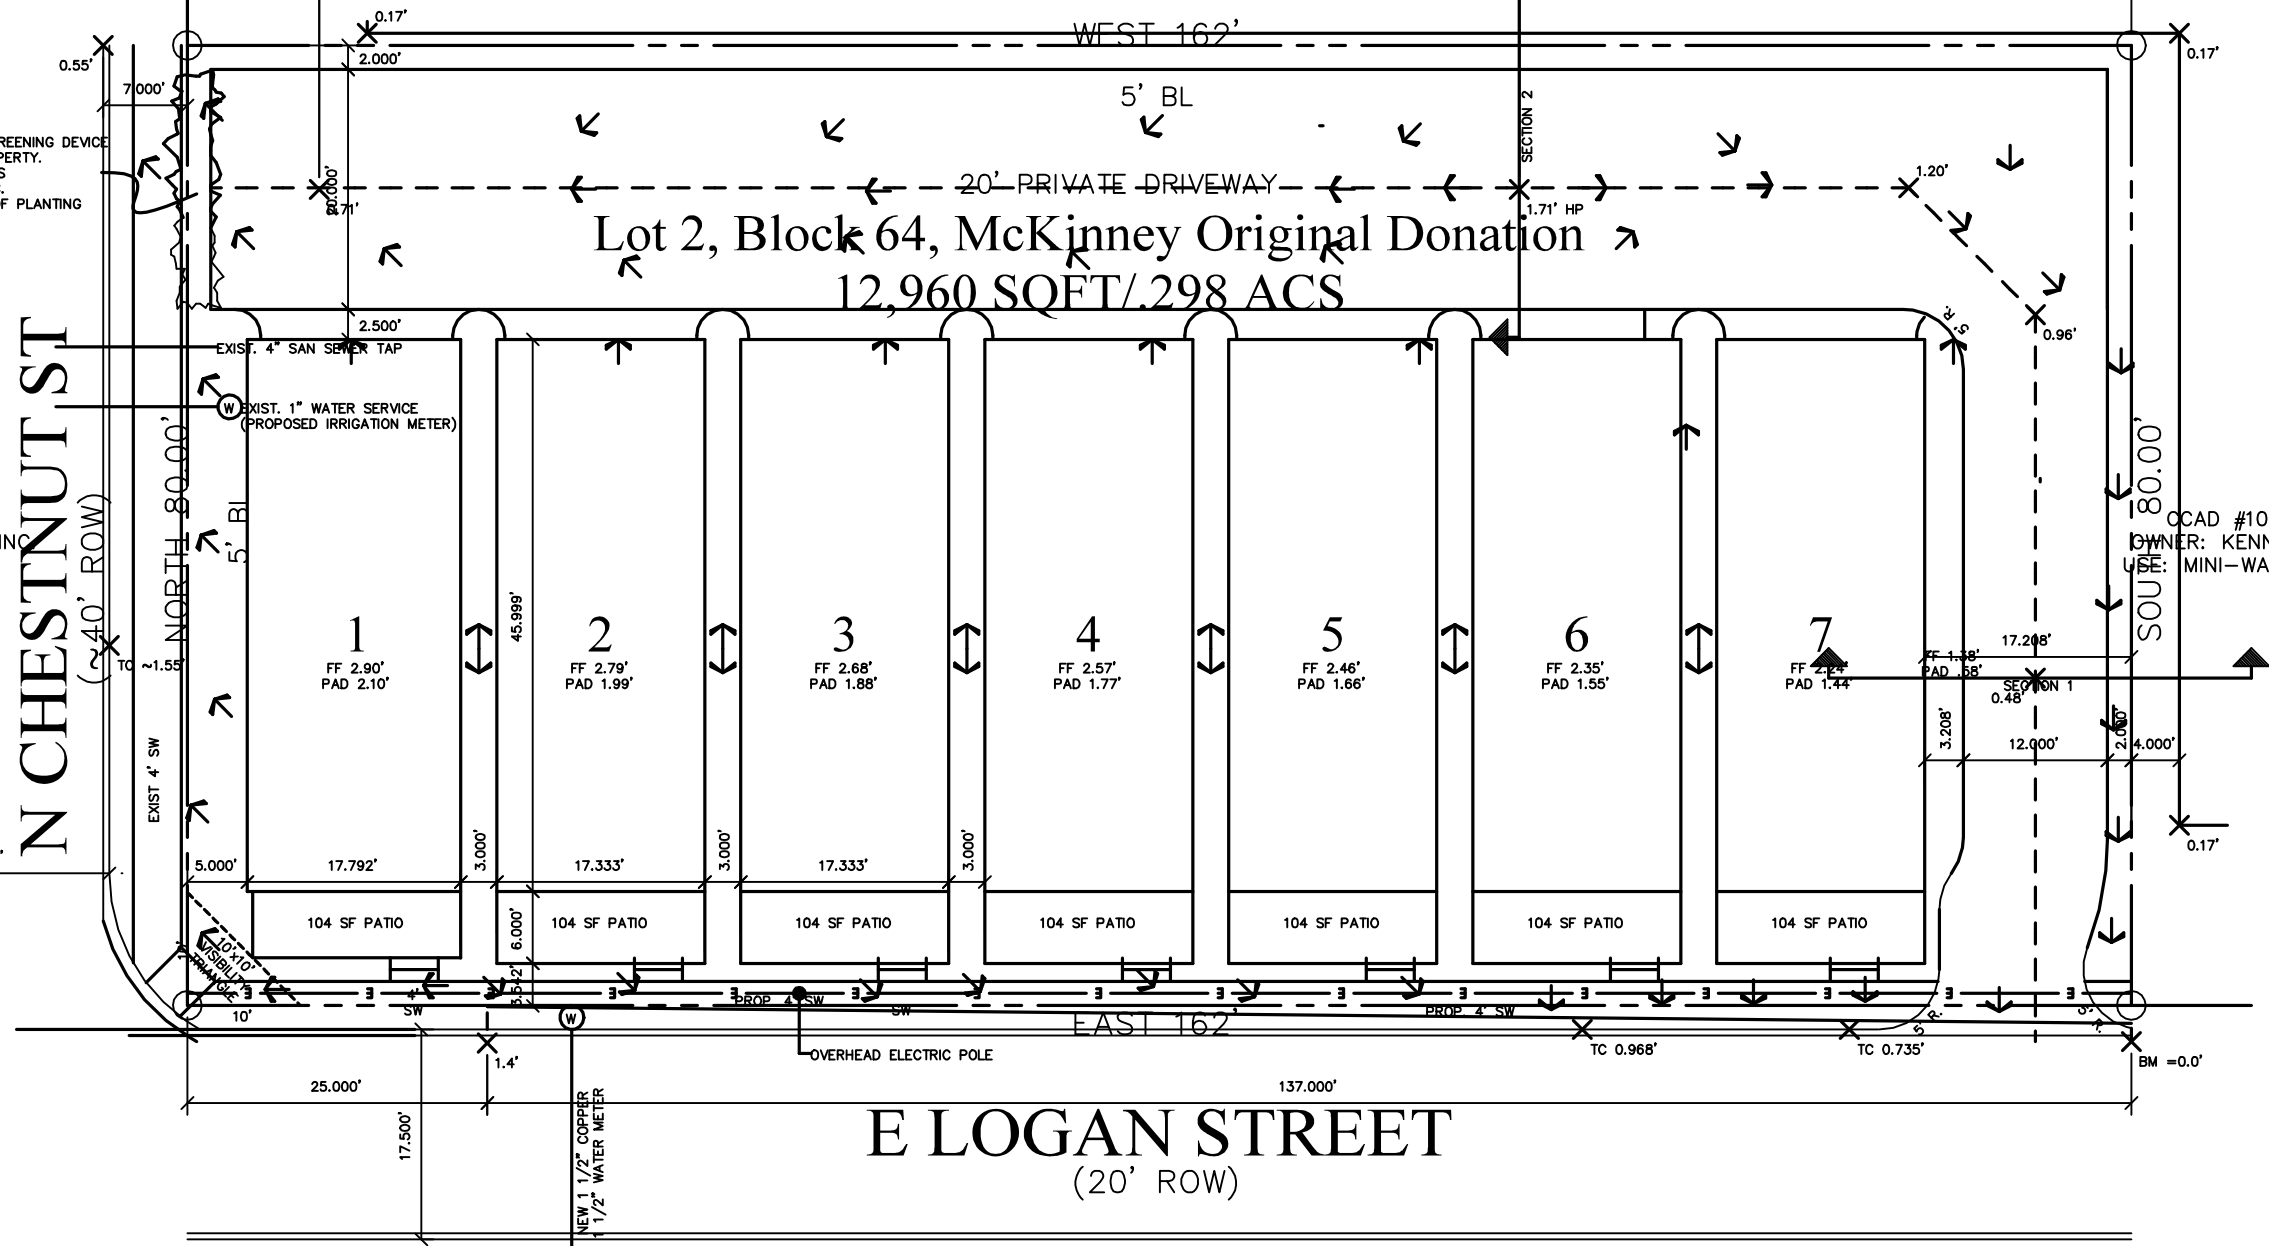 0.17'
WEST 162'
0.55'
2.000'
0.17'
7.000'
5' BL
SECTION 2
REENING DEVICE
PERTY.
S
F PLANTING
20.000'
20' PRIVATE DRIVEWAY
1.20'
1.71' HP
Lot 2, Block 64, McKinney Original Donation
12,960 SQFT/.298 ACS
2.500'
5' R.
0.96'
EXIST. 4" SAN SEWER TAP
W
EXIST. 1" WATER SERVICE
(PROPOSED IRRIGATION METER)
N CHESTNUT ST
(~40' ROW)
NORTH 80.00'
5' BL
SOUTH 80.00'
INC
CCAD #10
OWNER: KENN
USE: MINI-WA
45.999'
1
FF 2.90'
PAD 2.10'
2
FF 2.79'
PAD 1.99'
3
FF 2.68'
PAD 1.88'
4
FF 2.57'
PAD 1.77'
5
FF 2.46'
PAD 1.66'
6
FF 2.35'
PAD 1.55'
7
FF 2.24'
PAD 1.44'
17.208'
FF 1.38'
PAD .58'
SECTION 1
0.48'
TC ~1.55'
EXIST 4' SW
3.208'
12.000'
2.000'
4.000'
0.17'
5.000'
17.792'
3.000'
17.333'
3.000'
17.333'
3.000'
104 SF PATIO
104 SF PATIO
104 SF PATIO
104 SF PATIO
104 SF PATIO
104 SF PATIO
104 SF PATIO
6.000'
3.542'
10'
10'x10'
VISIBILITY
TRIANGLE
10'
4'
SW
PROP. 4' SW
SW
PROP. 4' SW
E E E E E E E E E E E E E E E E
W
EAST 162'
5' R.
5' R.
1.4'
OVERHEAD ELECTRIC POLE
TC 0.968'
TC 0.735'
BM =0.0'
25.000'
137.000'
17.500'
NEW 1 1/2" COPPER
1 1/2" WATER METER
E LOGAN STREET
(20' ROW)